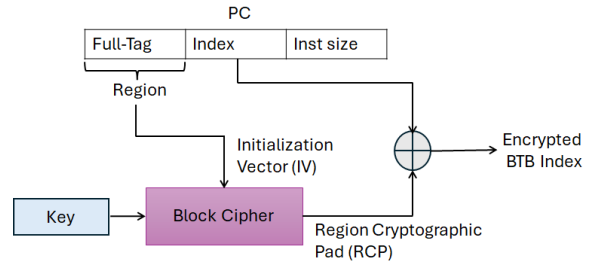 PC
Full-Tag
Index
Inst size
Region
Initialization
Vector (IV)
Encrypted
BTB Index
Key
Block Cipher
Region Cryptographic
Pad (RCP)